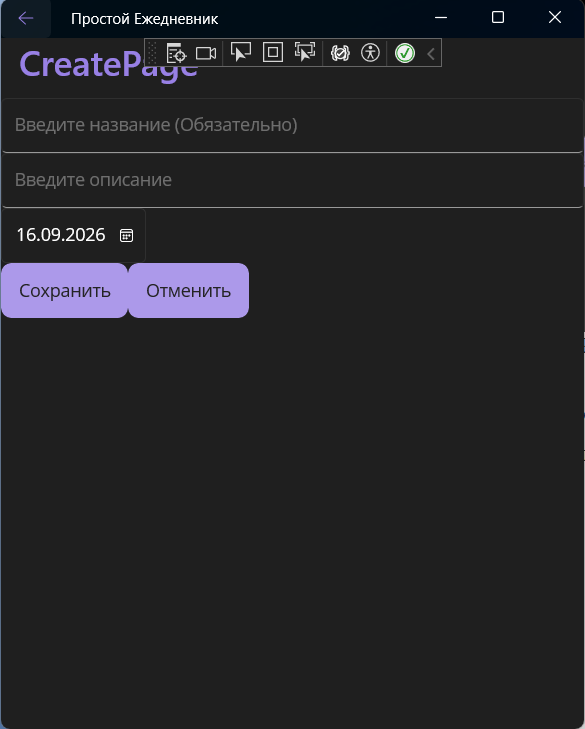 Простой Ежедневник
CreatePage
Введите название (Обязательно)
Введите описание
16.09.2026
Сохранить Отменить